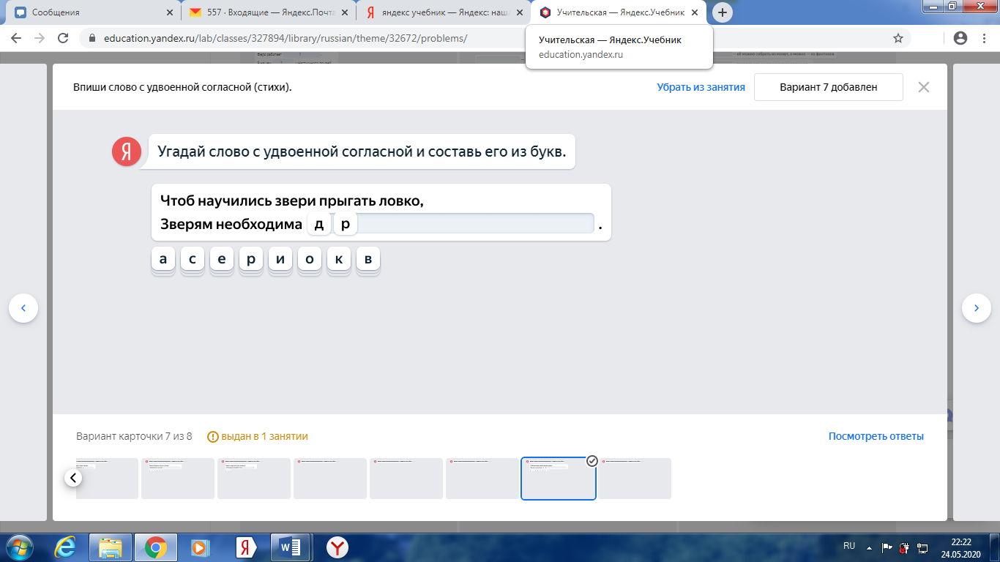 Сообщения
557 · Входящие — Яндекс.Почта
яндекс учебник — Яндекс: наш
Учительская — Яндекс.Учебник
education.yandex.ru/lab/classes/327894/library/russian/theme/32672/problems/
Учительская — Яндекс.Учебник
education.yandex.ru
Впиши слово с удвоенной согласной (стихи).
Убрать из занятия
Вариант 7 добавлен
Я
Угадай слово с удвоенной согласной и составь его из букв.
Чтоб научились звери прыгать ловко,
Зверям необходима д р .
а с е р и о к в
Вариант карточки 7 из 8
выдан в 1 занятии
Посмотреть ответы
RU
22:22
24.05.2020